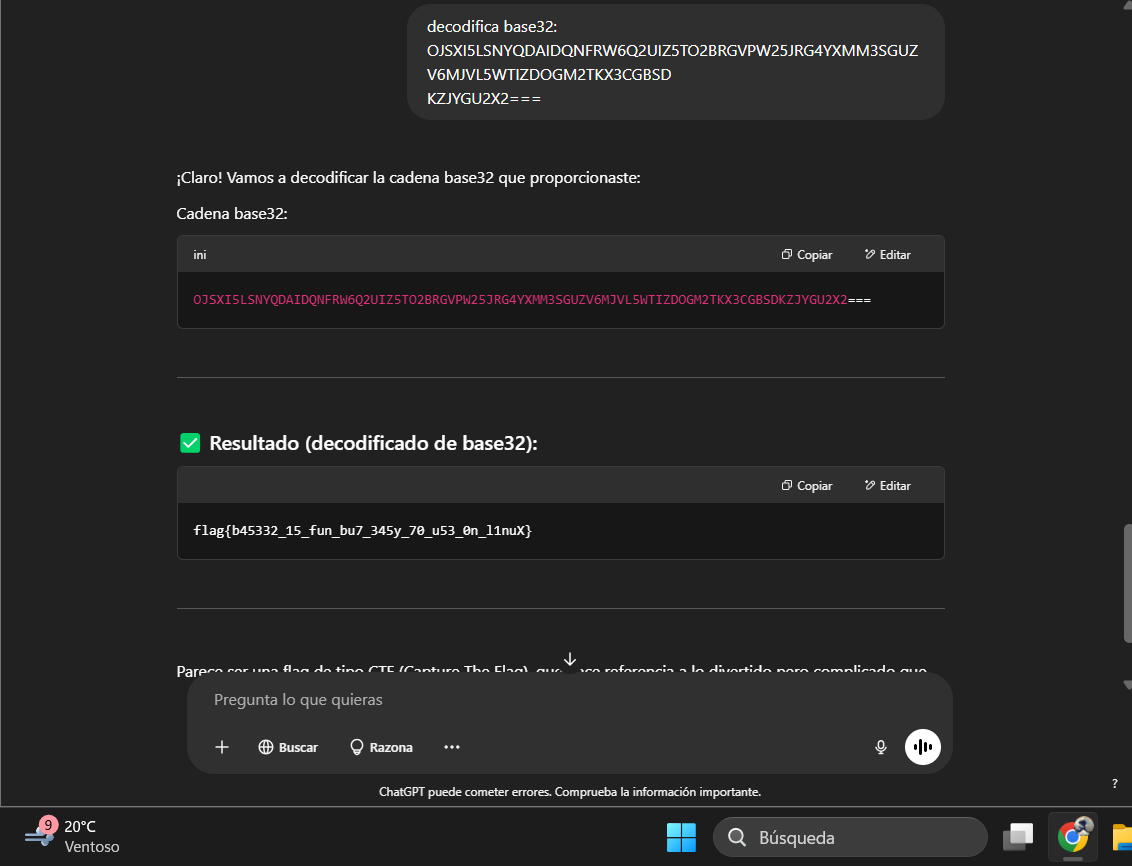 decodifica base32:
OJSXI5LSNYQDAIDQNFRW6Q2UIZ5TO2BRGVPW25JRG4YXMM3SGUZ
V6MJVL5WTIZDOGM2TKX3CGBSD
KZJYGU2X2===
¡Claro! Vamos a decodificar la cadena base32 que proporcionaste:
Cadena base32:
ini
Copiar
Editar
OJSXI5LSNYQDAIDQNFRW6Q2UIZ5TO2BRGVPW25JRG4YXMM3SGUZV6MJVL5WTIZDOGM2TKX3CGBSDKZJYGU2X2===
Resultado (decodificado de base32):
Copiar
Editar
flag{b45332_15_fun_bu7_345y_70_u53_0n_l1nuX}
Parece ser una flag de tipo CTF (Capture The Flag), que
referencia a lo divertido pero complicado que
Pregunta lo que quieras
Buscar
Razona
ChatGPT puede cometer errores. Comprueba la información importante.
?
9
20°C
Ventoso
Búsqueda